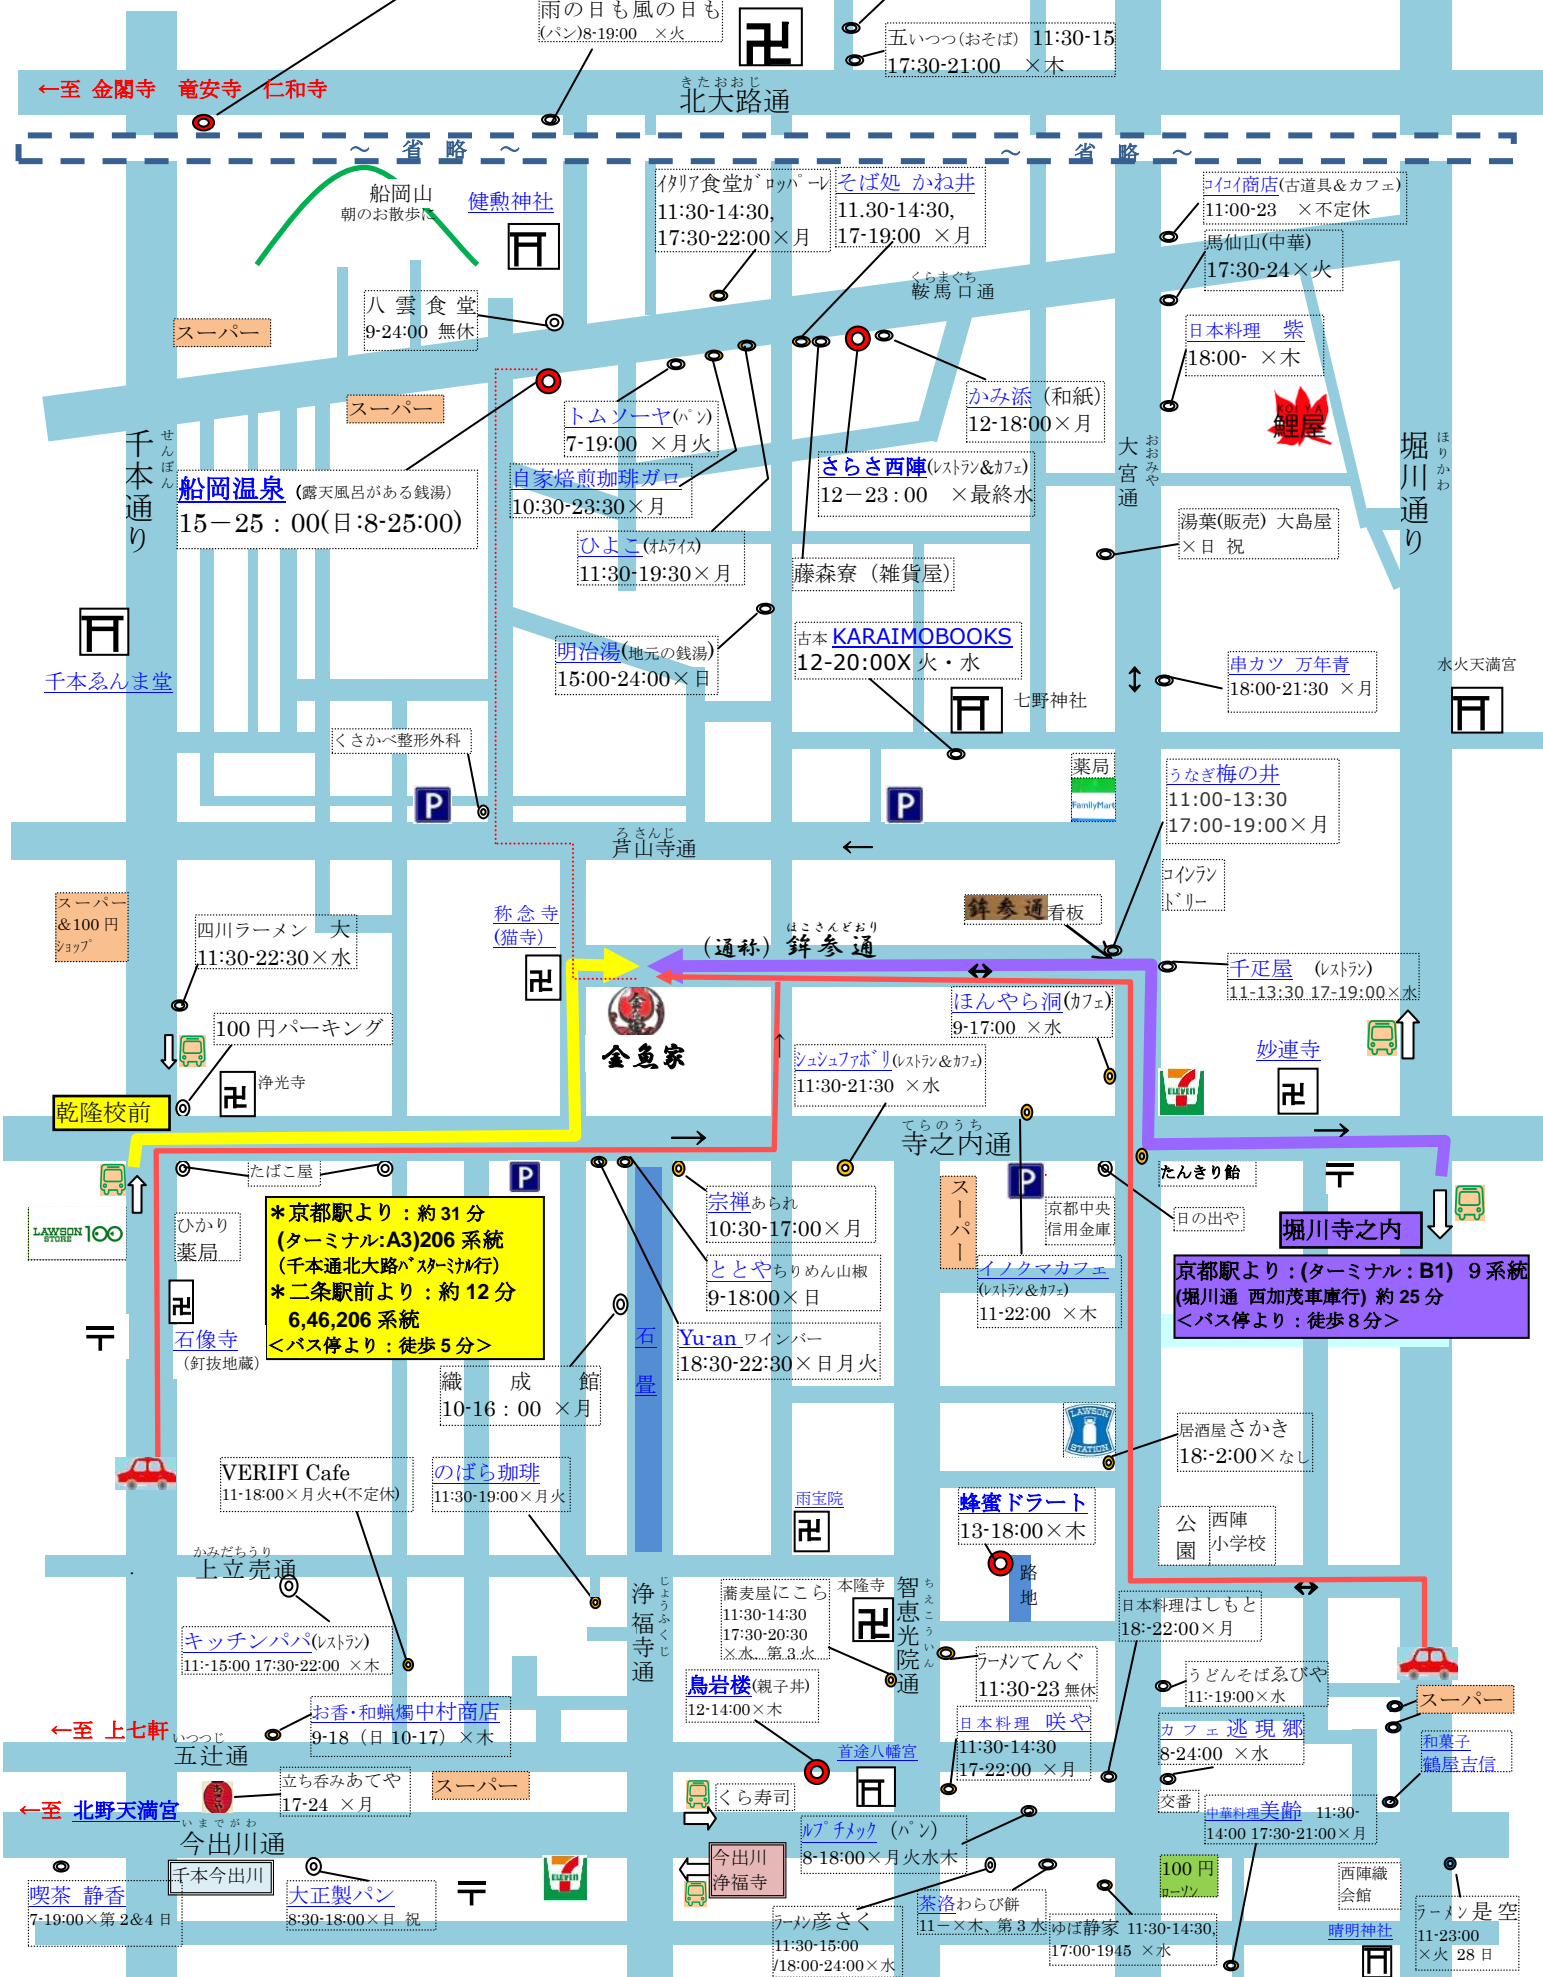 雨の日も風の日も
(パン)8-19:00 ×火
五いつつ(おそば) 11:30-15
17:30-21:00 ×木
←至 金閣寺 竜安寺 仁和寺
きたおおじ
北大路通
～ 省 略 ～
～ 省 略 ～
船岡山
朝のお散歩に
健勲神社
イタリア食堂ガロッパーレ
11:30-14:30,
17:30-22:00×月
そば処 かね井
11.30-14:30,
17-19:00 ×月
コイコイ商店(古道具&カフェ)
11:00-23 ×不定休
馬仙山(中華)
17:30-24×火
くらまぐち
鞍馬口通
八雲食堂
9-24:00 無休
スーパー
日本料理 紫
18:00- ×木
スーパー
トムソーヤ(パン)
7-19:00 ×月火
かみ添 (和紙)
12-18:00×月
KOIYA
鯉屋
せんぼん
千本通り
おおみや
大宮通
ほりかわ
堀川通り
船岡温泉 (露天風呂がある銭湯)
15－25：00(日:8-25:00)
自家焙煎珈琲ガロ
10:30-23:30×月
さらさ西陣(レストラン&カフェ)
12－23：00 ×最終水
ひよこ(オムライス)
11:30-19:30×月
藤森寮 (雑貨屋)
湯葉(販売) 大島屋
×日 祝
千本ゑんま堂
明治湯(地元の銭湯)
15:00-24:00×日
古本 KARAIMOBOOKS
12-20:00X 火・水
七野神社
串カツ 万年青
18:00-21:30 ×月
水火天満宮
くさかべ整形外科
P
P
薬局
FamilyMart
うなぎ梅の井
11:00-13:30
17:00-19:00×月
ろさんじ
芦山寺通
←
コインラン
ドリー
スーパー
&100 円
ショップ
四川ラーメン 大
11:30-22:30×水
称念寺
(猫寺)
鉾参通看板
はこさんどおり
(通称) 鉾参通
千疋屋 (レストラン)
11-13:30 17-19:00×水
ほんやら洞(カフェ)
9-17:00 ×水
100 円パーキング
金魚家
シュシュファボリ(レストラン&カフェ)
11:30-21:30 ×水
妙連寺
浄光寺
乾隆校前
7 ELEVEN
てらのうち
寺之内通
たばこ屋
P
P
たんきり飴
〒
LAWSON STORE 100
ひかり
薬局
＊京都駅より：約 31 分
(ターミナル:A3)206 系統
(千本通北大路バスターミナル行)
＊二条駅前より：約 12 分
6,46,206 系統
＜バス停より：徒歩 5 分＞
宗禅あられ
10:30-17:00×月
スーパー
京都中央
信用金庫
日の出や
堀川寺之内
京都駅より：(ターミナル：B1) ９系統
(堀川通 西加茂車庫行) 約 25 分
＜バス停より：徒歩８分＞
ととやちりめん山椒
9-18:00×日
イノクマカフェ
(レストラン&カフェ)
11-22:00 ×木
〒
石像寺
(釘抜地蔵)
石畳
Yu-an ワインバー
18:30-22:30×日月火
織 成 館
10-16：00 ×月
LAWSON STATION
居酒屋さかき
18:-2:00×なし
VERIFI Cafe
11-18:00×月火+(不定休)
のばら珈琲
11:30-19:00×月火
雨宝院
蜂蜜ドラート
13-18:00×木
公園
西陣
小学校
かみだちうり
上立売通
路地
じょうふくじ
浄福寺通
蕎麦屋にこら
11:30-14:30
17:30-20:30
×水、第 3 火
本隆寺
ちえこういん
智恵光院通
日本料理はしもと
18:-22:00×月
キッチンパパ(レストラン)
11:-15:00 17:30-22:00 ×木
ラーメンてんぐ
11:30-23 無休
うどんそばゑびや
11:-19:00×水
スーパー
鳥岩楼(親子丼)
12-14:00×木
お香・和蝋燭中村商店
9-18（日 10-17）×木
←至 上七軒
いつつじ
五辻通
日本料理 咲や
11:30-14:30
17-22:00 ×月
カフェ逃現郷
8-24:00 ×水
和菓子
鶴屋吉信
首途八幡宮
立ち呑みあてや
17-24 ×月
スーパー
くら寿司
交番
←至 北野天満宮
いまでがわ
今出川通
ルプチメック (パン)
8-18:00×月火水木
中華料理美齢 11:30-
14:00 17:30-21:00×月
千本今出川
今出川
浄福寺
100 円
ローソン
西陣織
会館
喫茶 静香
7-19:00×第 2&4 日
大正製パン
8:30-18:00×日 祝
〒
7 ELEVEN
茶洛わらび餅
11－×木、第 3 水
ラーメン彦さく
11:30-15:00
/18:00-24:00×水
ゆば静家 11:30-14:30,
17:00-1945 ×水
晴明神社
ラーメン是空
11-23:00
×火 28 日